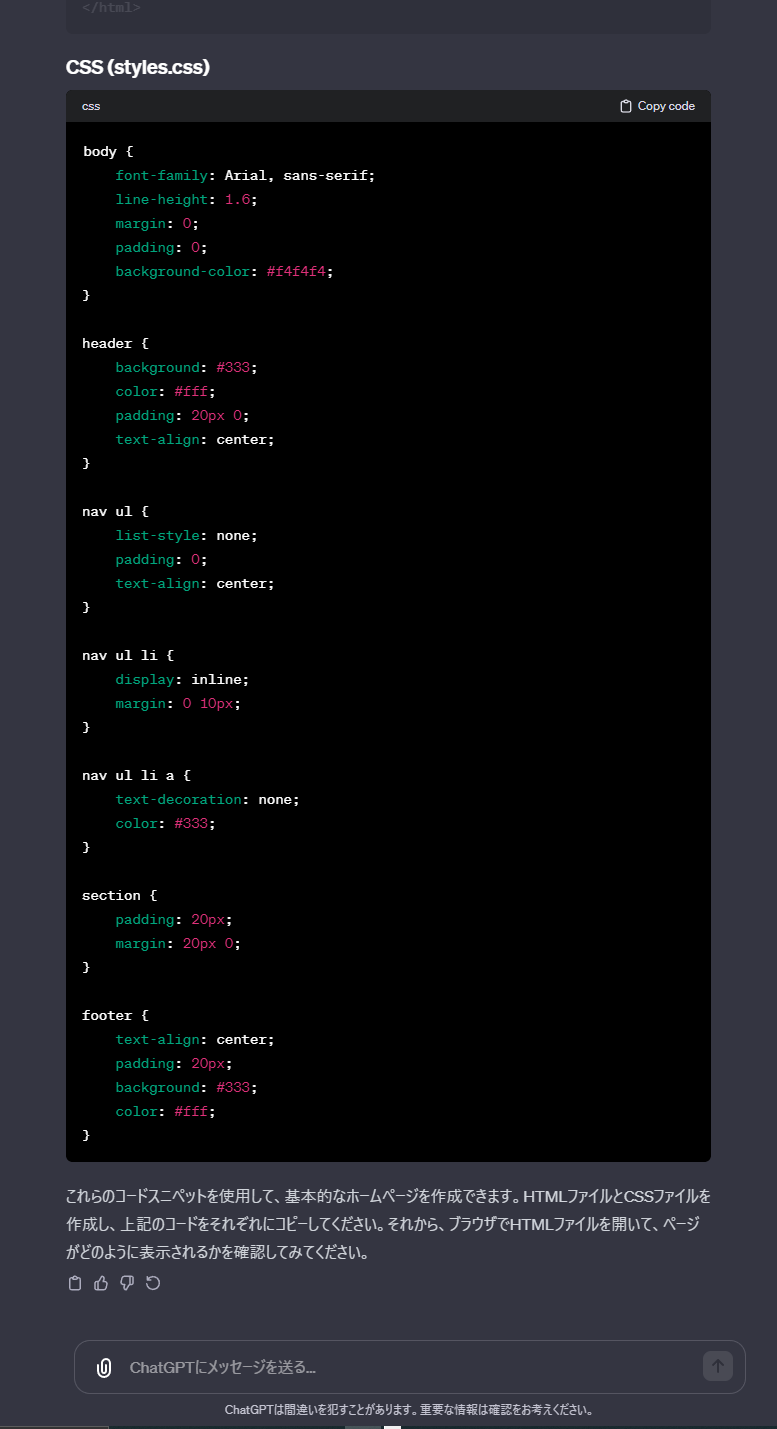 </html>
CSS (styles.css)
css
Copy code
body {
    font-family: Arial, sans-serif;
    line-height: 1.6;
    margin: 0;
    padding: 0;
    background-color: #f4f4f4;
}
header {
    background: #333;
    color: #fff;
    padding: 20px 0;
    text-align: center;
}
nav ul {
    list-style: none;
    padding: 0;
    text-align: center;
}
nav ul li {
    display: inline;
    margin: 0 10px;
}
nav ul li a {
    text-decoration: none;
    color: #333;
}
section {
    padding: 20px;
    margin: 20px 0;
}
footer {
    text-align: center;
    padding: 20px;
    background: #333;
    color: #fff;
}
これらのコードスニペットを使用して、基本的なホームページを作成できます。HTMLファイルとCSSファイルを
作成し、上記のコードをそれぞれにコピーしてください。それから、ブラウザでHTMLファイルを開いて、ページ
がどのように表示されるかを確認してみてください。
ChatGPTにメッセージを送る...
ChatGPTは間違いを犯すことがあります。重要な情報は確認をお考えください。